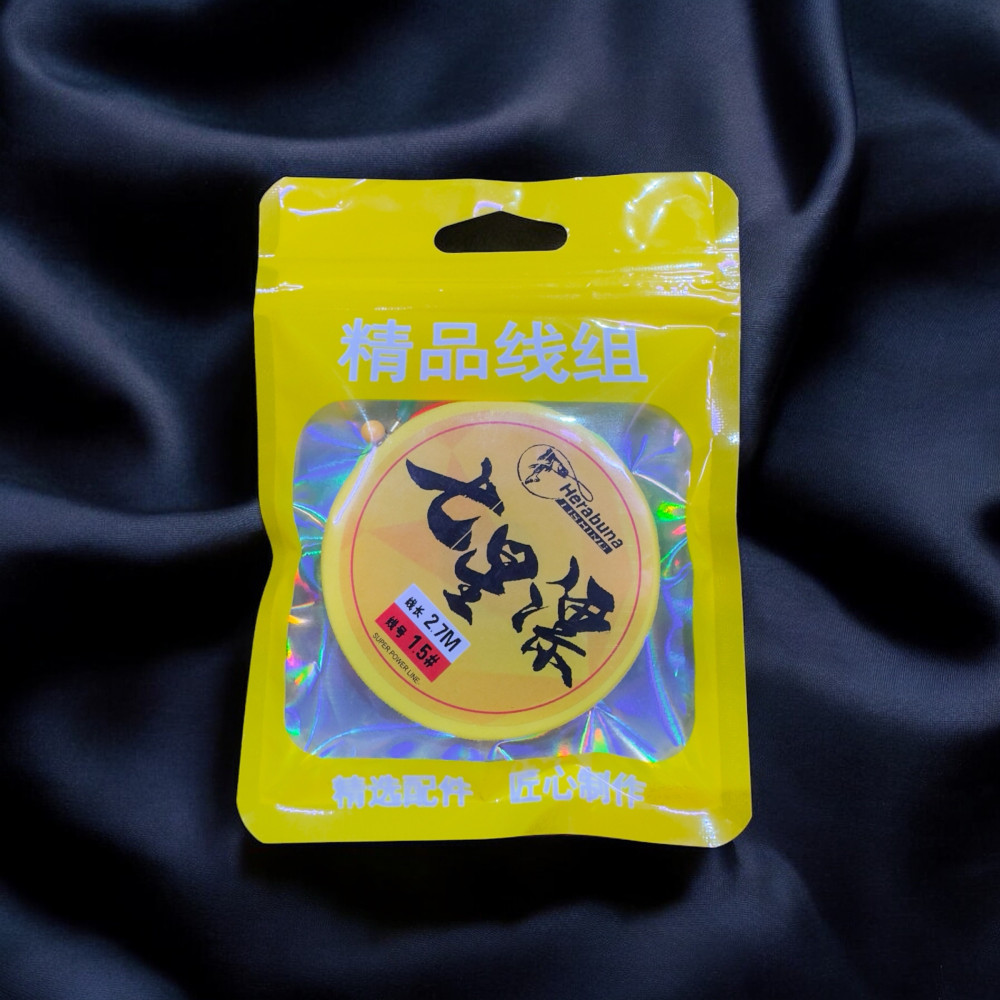 精品线组
Herabuna
七星漂
线长 2.7M
线号 1.5#
SUPER POWER LINE
精选配件 匠心制作